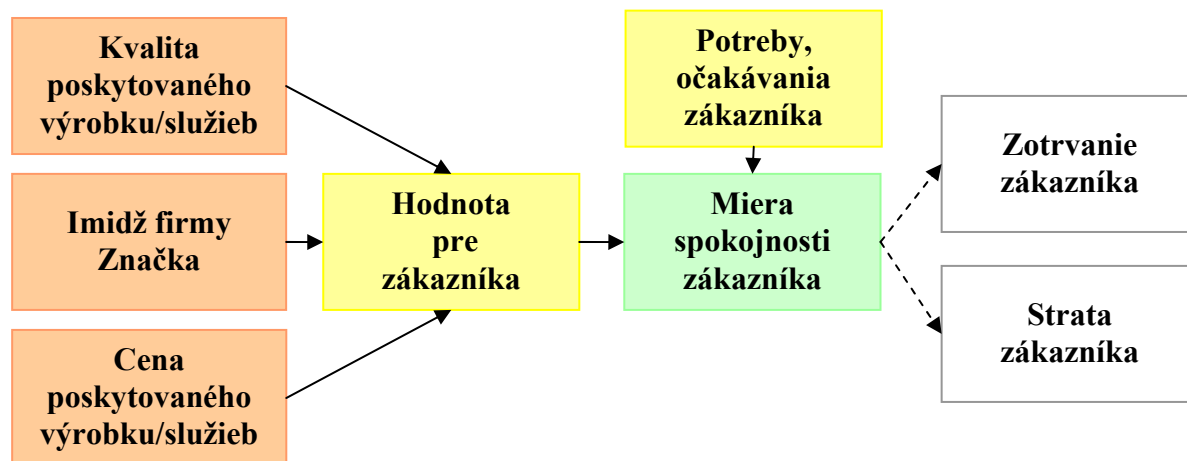 Kvalita
poskytovaného
výrobku/služieb
Imidž firmy
Značka
Cena
poskytovaného
výrobku/služieb
Hodnota
pre
zákazníka
Potreby,
očakávania
zákazníka
Miera
spokojnosti
zákazníka
Zotrvanie
zákazníka
Strata
zákazníka